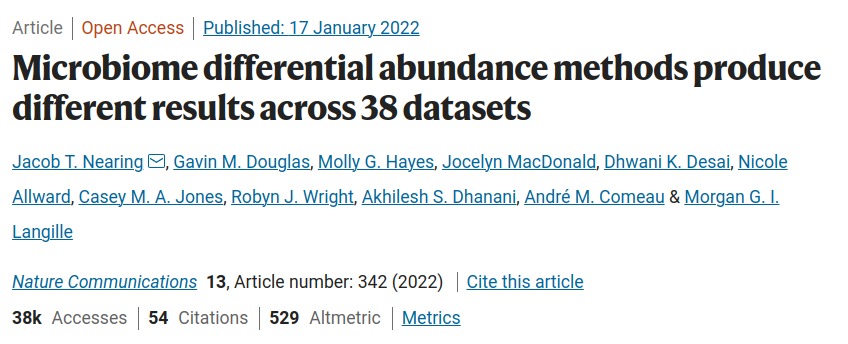 Article | Open Access | Published: 17 January 2022
Microbiome differential abundance methods produce
different results across 38 datasets
Jacob T. Nearing, Gavin M. Douglas, Molly G. Hayes, Jocelyn MacDonald, Dhwani K. Desai, Nicole
Allward, Casey M. A. Jones, Robyn J. Wright, Akhilesh S. Dhanani, André M. Comeau & Morgan G. I.
Langille
Nature Communications 13, Article number: 342 (2022) | Cite this article
38k Accesses | 54 Citations | 529 Altmetric | Metrics